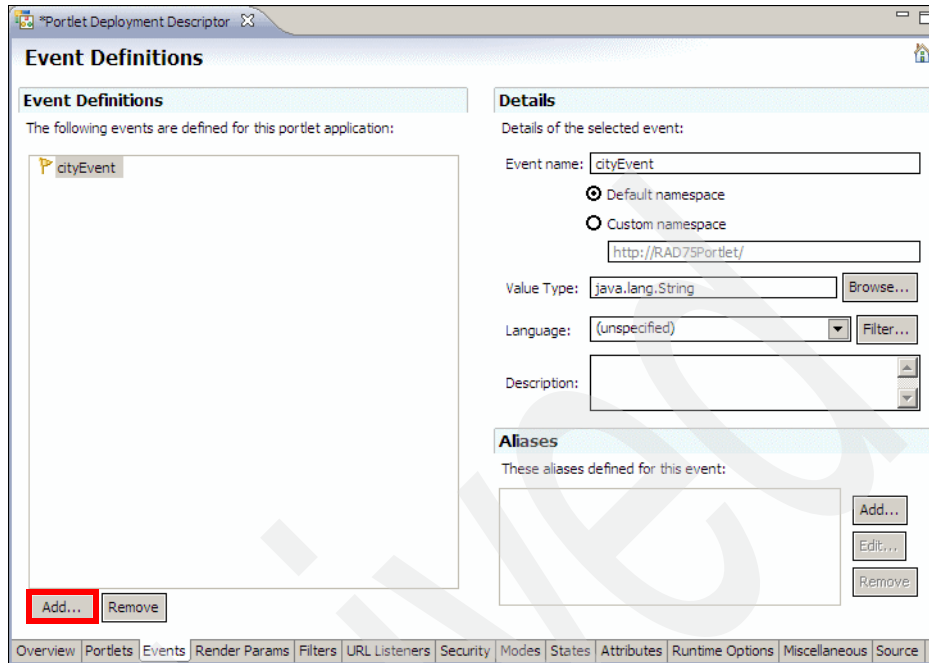 *Portlet Deployment Descriptor
Event Definitions
Event Definitions
The following events are defined for this portlet application:
cityEvent
Add...
Remove
Details
Details of the selected event:
Event name: cityEvent
Default namespace
Custom namespace
http://RAD75Portlet/
Value Type: java.lang.String Browse...
Language: (unspecified) Filter...
Description:
Aliases
These aliases defined for this event:
Add...
Edit...
Remove
Overview Portlets Events Render Params Filters URL Listeners Security Modes States Attributes Runtime Options Miscellaneous Source
ived